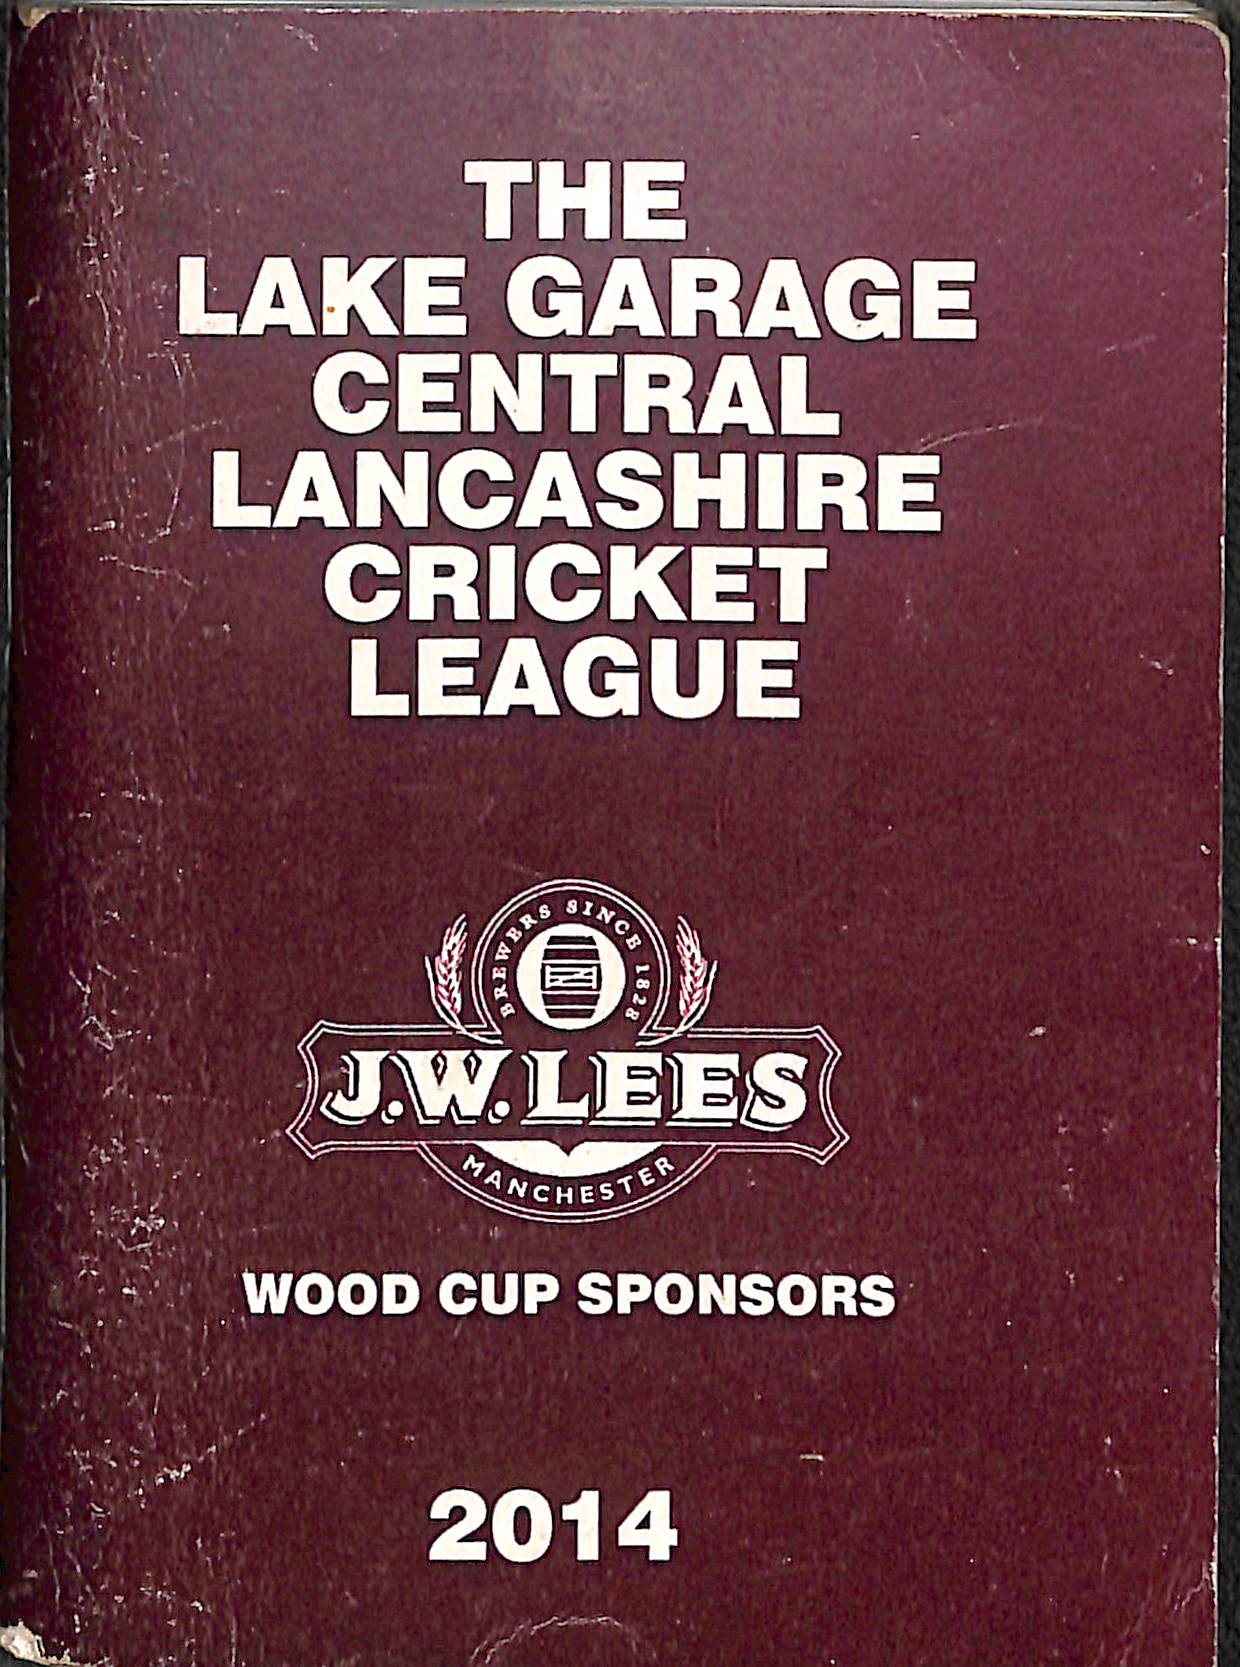 THE
LAKE GARAGE
CENTRAL
LANCASHIRE
CRICKET
LEAGUE
BREWERS SINCE 1828
J.W. LEES
MANCHESTER
WOOD CUP SPONSORS
2014